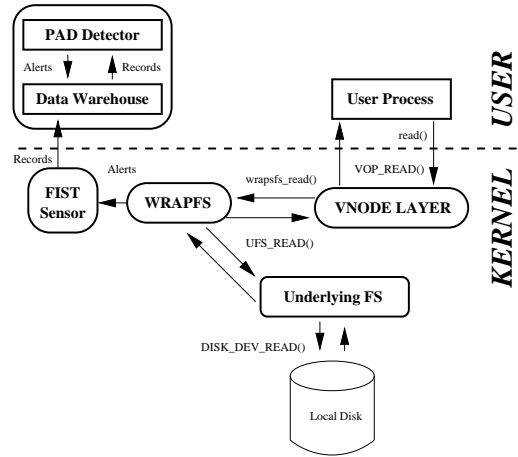 PAD Detector
Alerts
Records
Data Warehouse
User Process
USER
read()
Records
Alerts
wrapsfs_read()
VOP_READ()
FIST
Sensor
WRAPFS
VNODE LAYER
KERNEL
UFS_READ()
Underlying FS
DISK_DEV_READ()
Local Disk